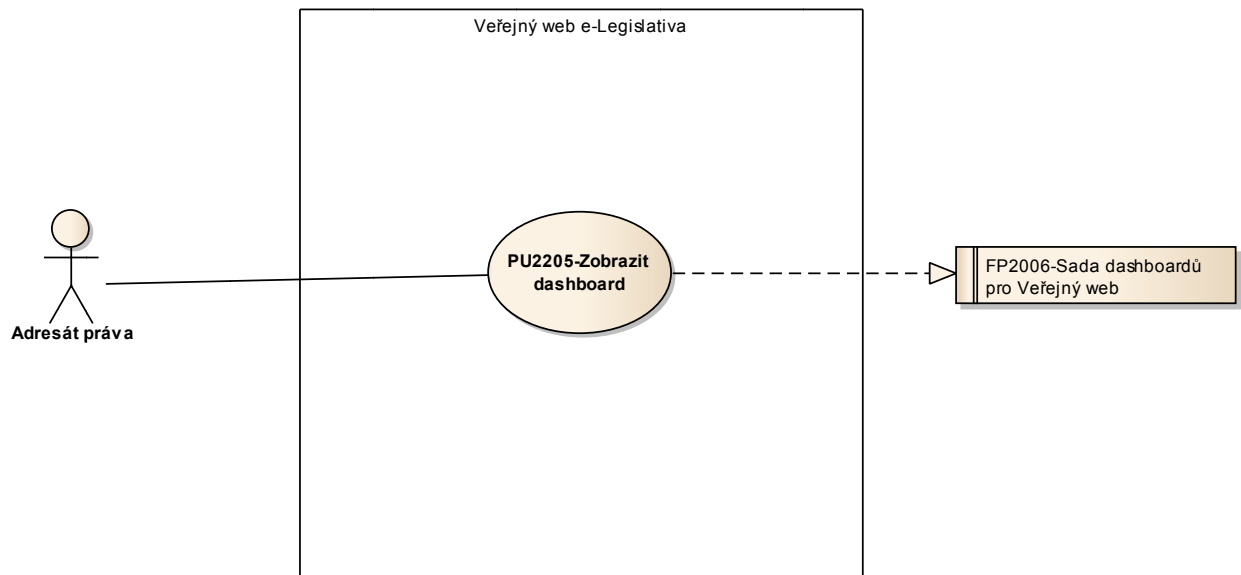 Veřejný web e-Legislativa
Adresát práva
PU2205-Zobrazit
dashboard
FP2006-Sada dashboardů
pro Veřejný web